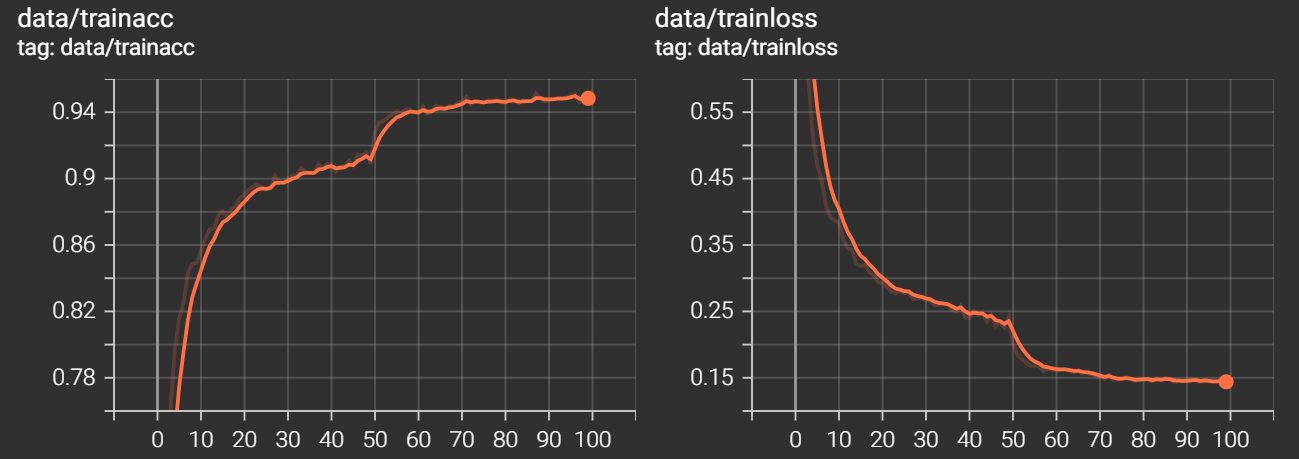 data/trainacc
tag: data/trainacc
0.94
0.9
0.86
0.82
0.78
0 10 20 30 40 50 60 70 80 90 100
data/trainloss
tag: data/trainloss
0.55
0.45
0.35
0.25
0.15
0 10 20 30 40 50 60 70 80 90 100